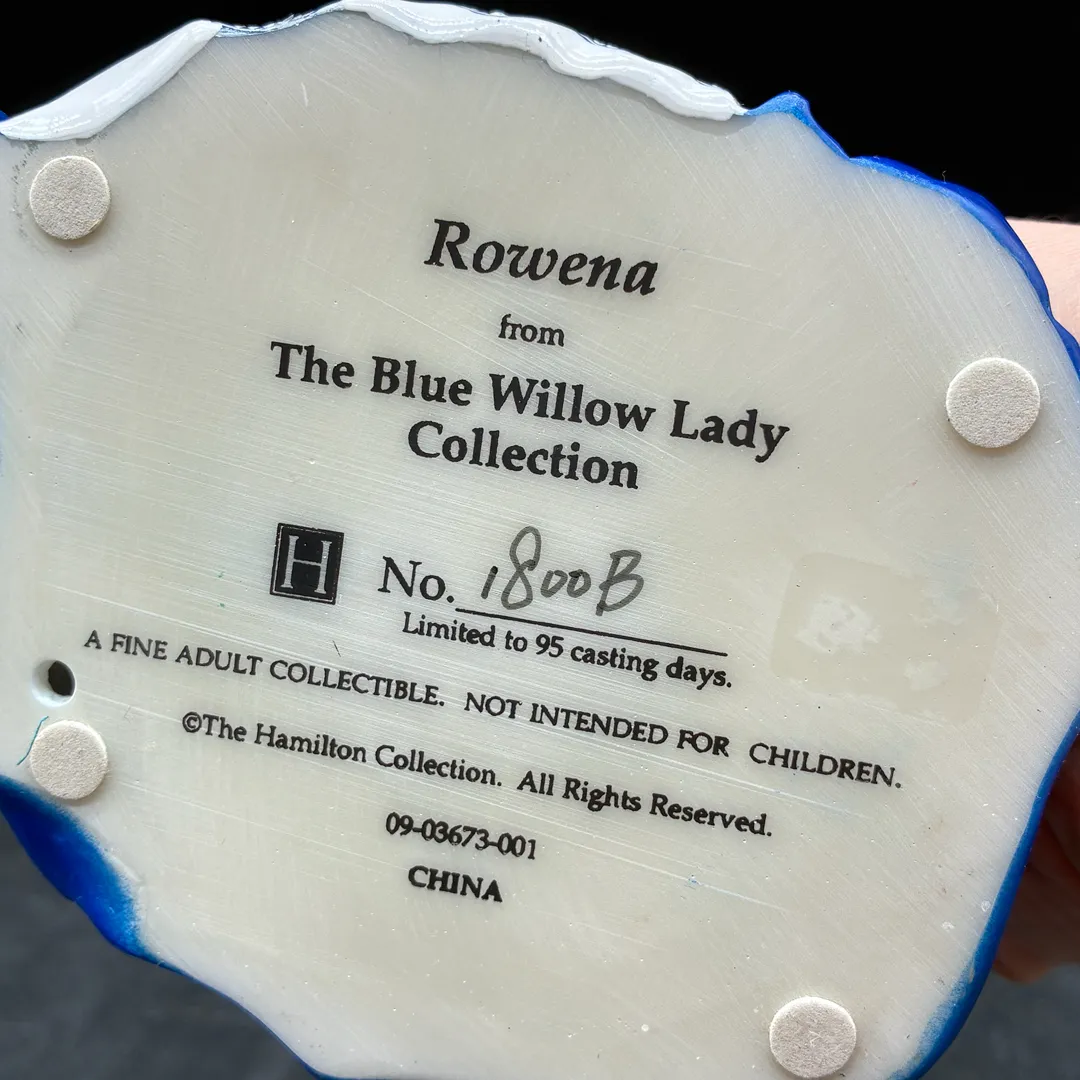 Rowena
from
The Blue Willow Lady
Collection
H No. 1800B
Limited to 95 casting days.
A FINE ADULT COLLECTIBLE. NOT INTENDED FOR CHILDREN.
©The Hamilton Collection. All Rights Reserved.
09-03673-001
CHINA